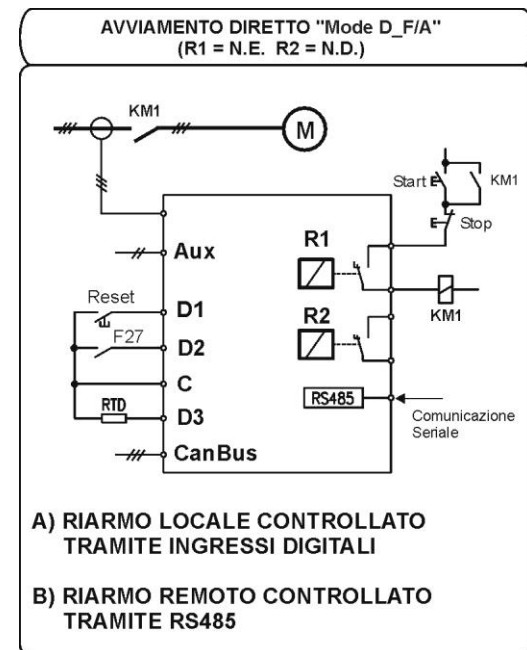 AVVIAMENTO DIRETTO "Mode D_F/A"
(R1 = N.E. R2 = N.D.)
KM1
M
Start
KM1
Stop
Aux
R1
Reset
D1
KM1
F27
D2
R2
C
RTD
D3
RS485
Comunicazione
Seriale
CanBus
A) RIARMO LOCALE CONTROLLATO
TRAMITE INGRESSI DIGITALI
B) RIARMO REMOTO CONTROLLATO
TRAMITE RS485